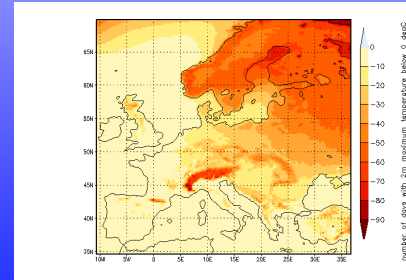 65N
60N
55N
50N
45N
40N
35N
10W 5W 0 5E 10E 15E 20E 25E 30E 35E
0
-10
-20
-30
-40
-50
-60
-70
-80
-90
number of days with 2m maximum temperature below 0 degC